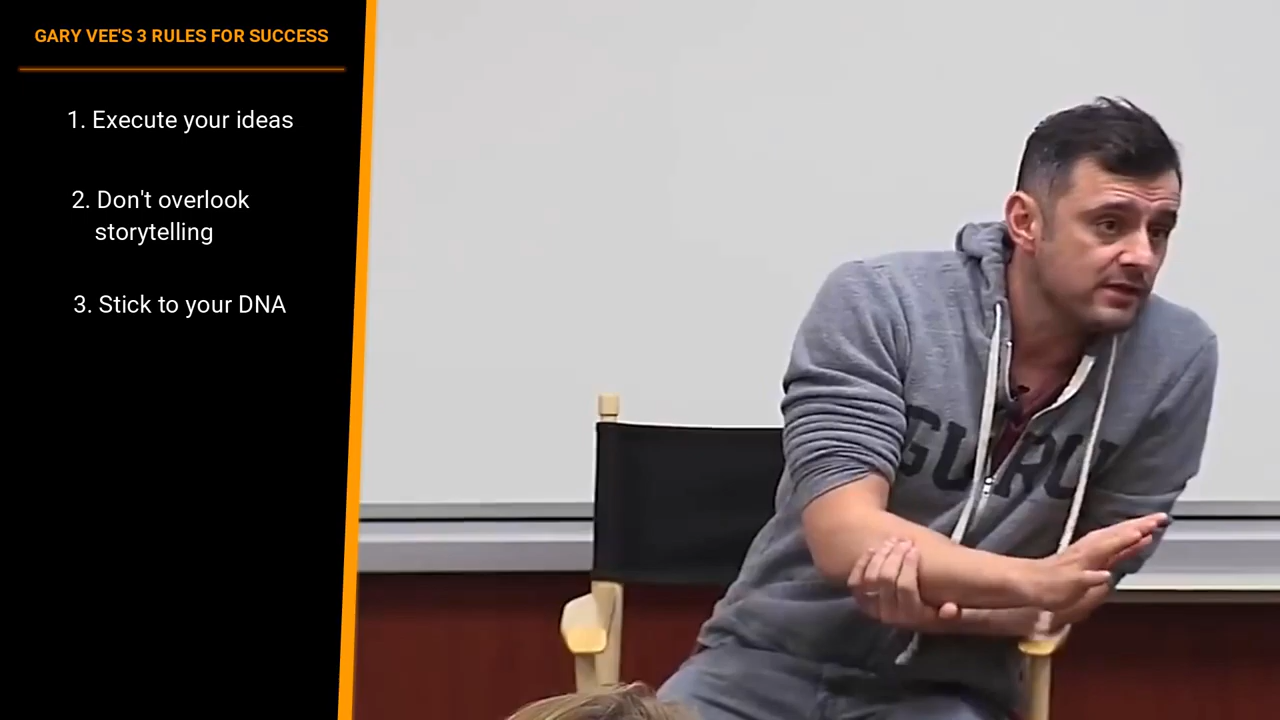 GARY VEE'S 3 RULES FOR SUCCESS
1. Execute your ideas
2. Don't overlook
storytelling
3. Stick to your DNA
GURU